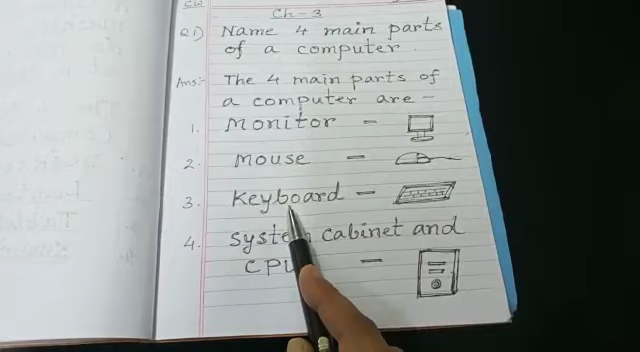 CW
Ch-3
Q1) Name 4 main parts
of a computer.
Ans:- The 4 main parts of
a computer are -
1. Monitor -
2. Mouse -
3. Keyboard -
4. system cabinet and
CPU -